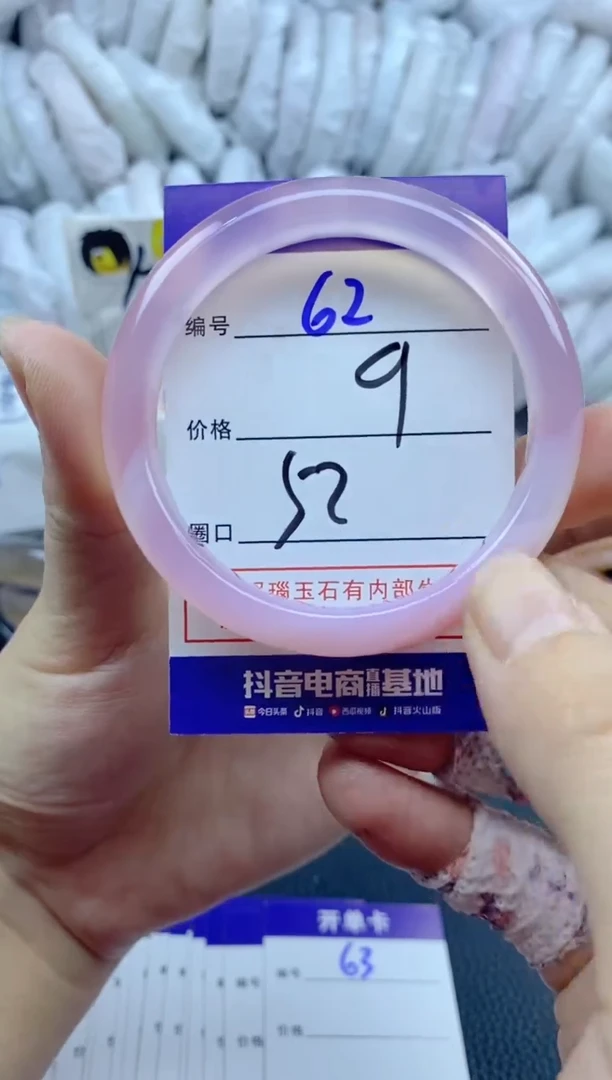 编号 62
价格 9
圈口 52
瑙玉石有内部
抖音电商直播基地
今日头条 抖音 西瓜视频 抖音火山版
开单卡
编号 63
价格